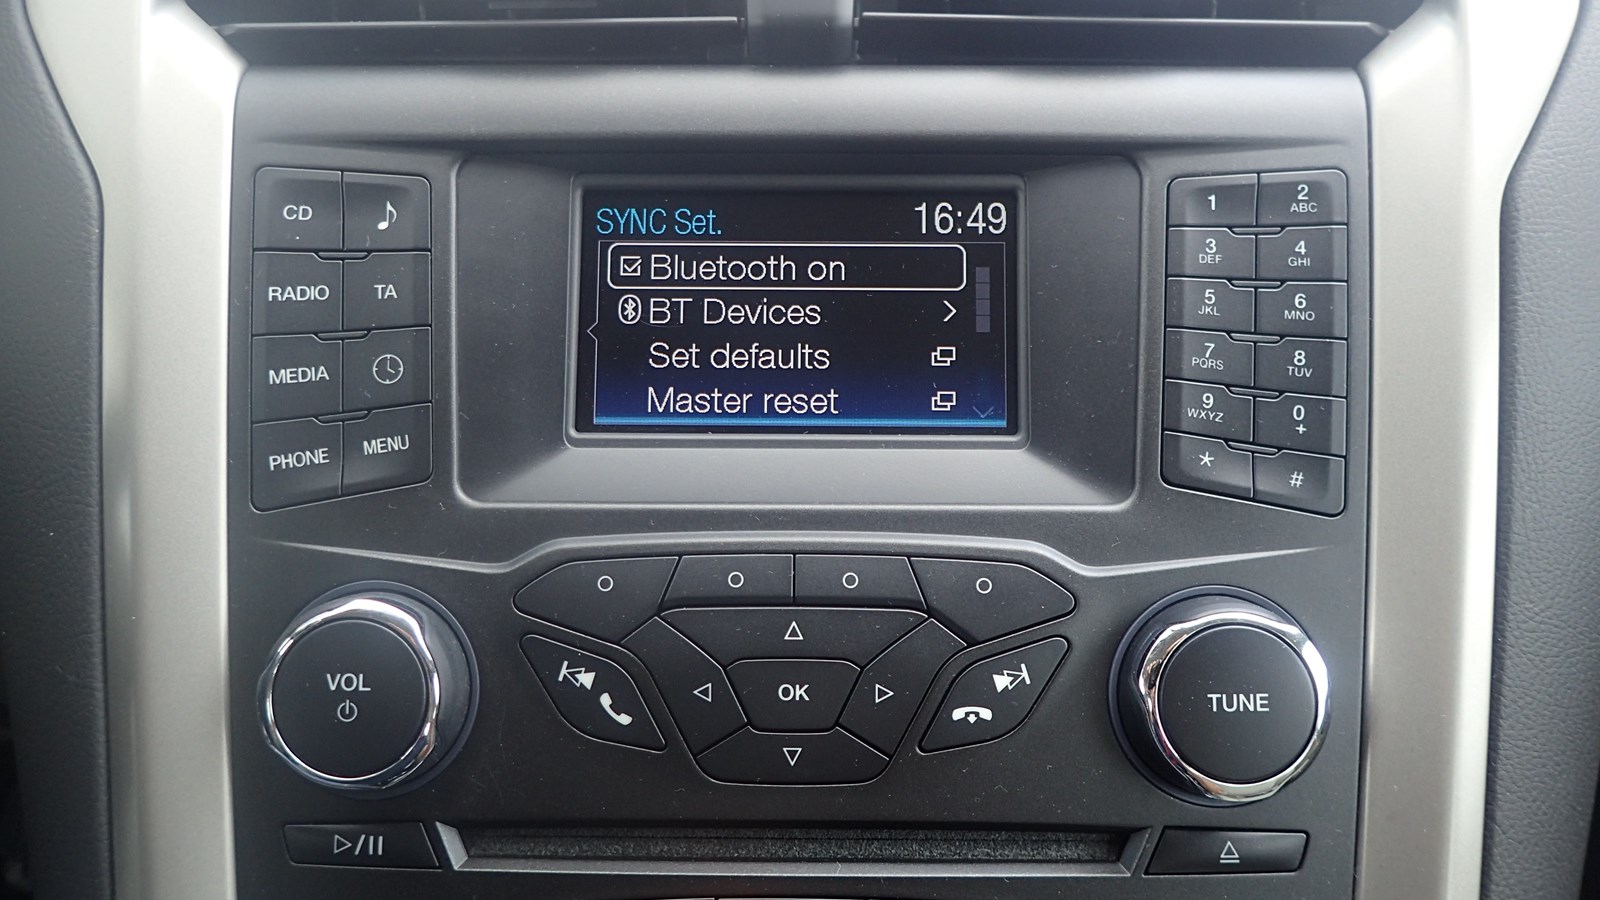 SYNC Set. 16:49
Bluetooth on
BT Devices
Set defaults
Master reset
CD
RADIO TA
MEDIA
PHONE MENU
1 2 ABC
3 DEF 4 GHI
5 JKL 6 MNO
7 PQRS 8 TUV
9 WXYZ 0 +
* #
VOL
OK
TUNE